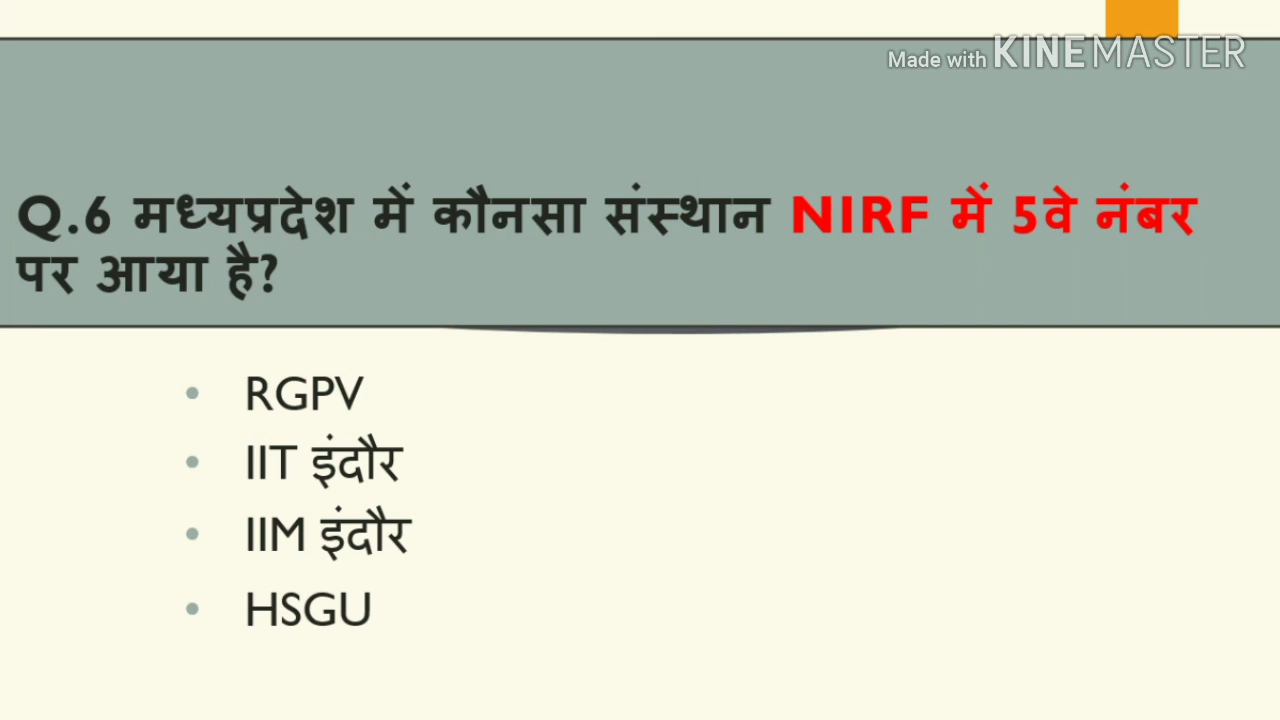 Made with KINEMASTER
Q.6 मध्यप्रदेश में कौनसा संस्थान NIRF में 5वे नंबर
पर आया है?
• RGPV
• IIT इंदौर
• IIM इंदौर
• HSGU